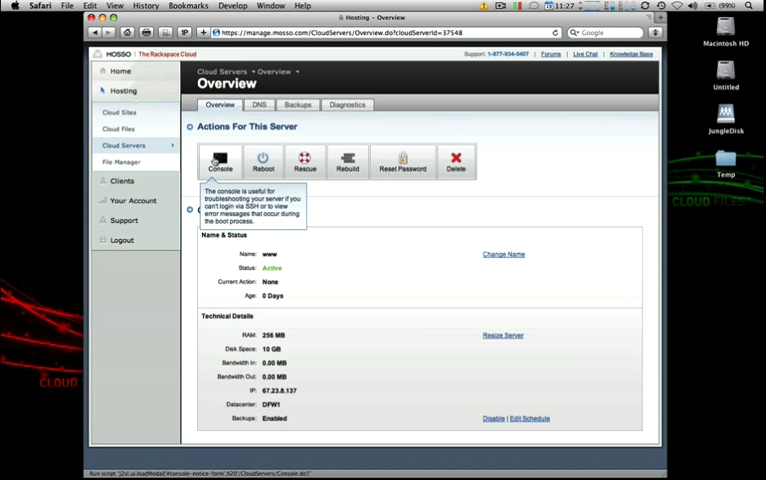 Safari File Edit View History Bookmarks Develop Window Help 19 11:27 (99%)
Hosting – Overview
https://manage.mosso.com/CloudServers/Overview.do?cloudServerId=37548
Google
Macintosh HD
MOSSO The Rackspace Cloud
Support: 1-877-934-0407 Forums Live Chat Knowledge Base
Home
Hosting
Cloud Sites
Cloud Files
Cloud Servers
File Manager
Clients
Your Account
Support
Logout
Cloud Servers Overview
Overview
Overview DNS Backups Diagnostics
Actions For This Server
Console Reboot Rescue Rebuild Reset Password Delete
The console is useful for
troubleshooting your server if you
can't login via SSH or to view
error messages that occur during
the boot process.
Name & Status
Name: www Change Name
Status: Active
Current Action: None
Age: 0 Days
Technical Details
RAM: 256 MB Resize Server
Disk Space: 10 GB
Bandwidth In: 0.00 MB
Bandwidth Out: 0.00 MB
IP: 67.23.8.137
Datacenter: DFW1
Backups: Enabled Disable | Edit Schedule
Untitled
JungleDisk
Temp
CLOUD FILES
CLOUD